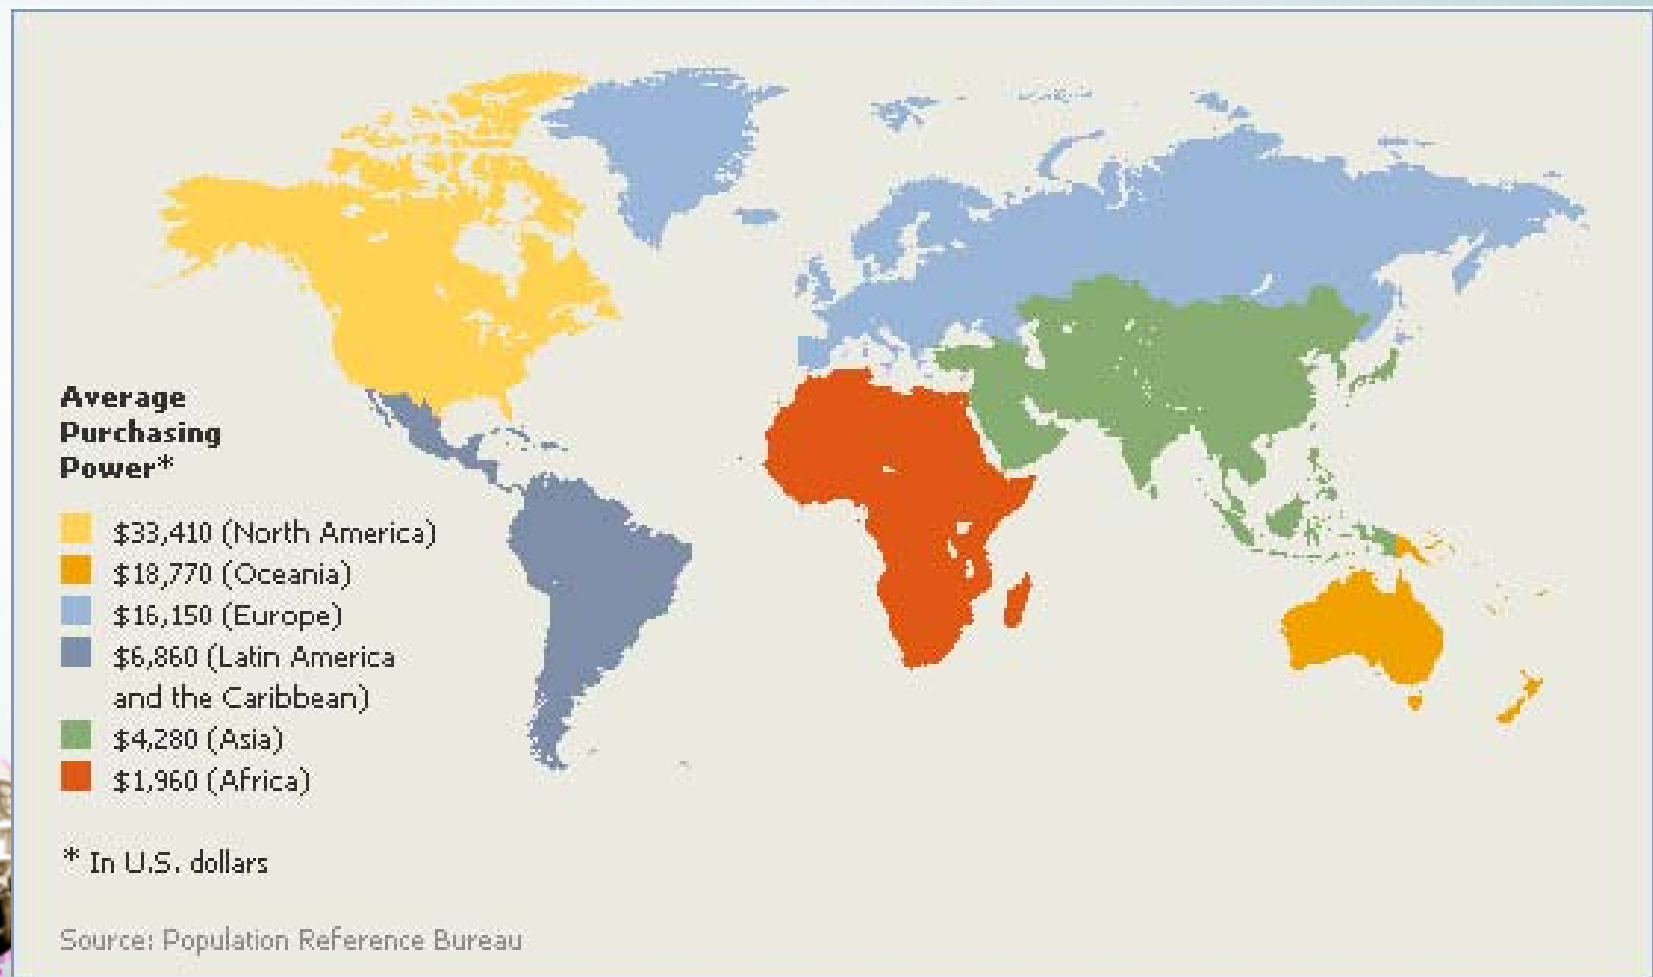 Average
Purchasing
Power*
$33,410 (North America)
$18,770 (Oceania)
$16,150 (Europe)
$6,860 (Latin America
and the Caribbean)
$4,280 (Asia)
$1,960 (Africa)
* In U.S. dollars
Source: Population Reference Bureau